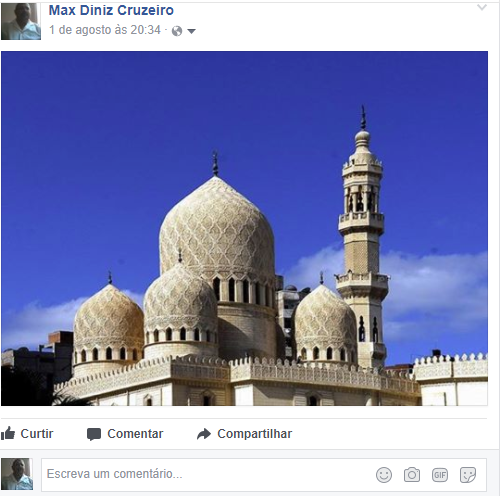 Max Diniz Cruzeiro
1 de agosto às 20:34 ·
Curtir Comentar Compartilhar
Escreva um comentário... GIF